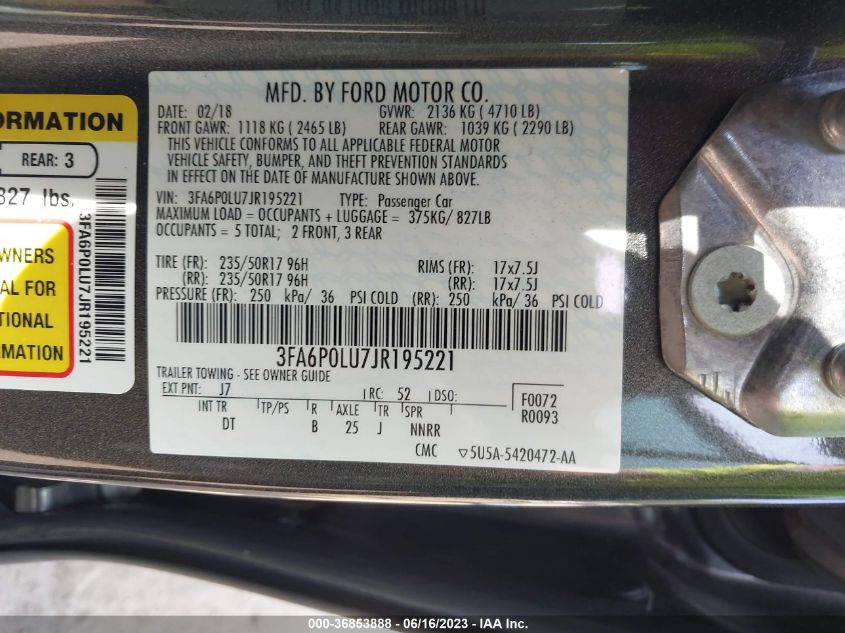 MFD. BY FORD MOTOR CO.
DATE: 02/18 GVWR: 2136 KG ( 4710 LB)
FRONT GAWR: 1118 KG ( 2465 LB) REAR GAWR: 1039 KG ( 2290 LB)
THIS VEHICLE CONFORMS TO ALL APPLICABLE FEDERAL MOTOR
VEHICLE SAFETY, BUMPER, AND THEFT PREVENTION STANDARDS
IN EFFECT ON THE DATE OF MANUFACTURE SHOWN ABOVE.
VIN: 3FA6P0LU7JR195221 TYPE: Passenger Car
MAXIMUM LOAD = OCCUPANTS + LUGGAGE = 375KG/ 827LB
OCCUPANTS = 5 TOTAL; 2 FRONT, 3 REAR
TIRE (FR): 235/50R17 96H RIMS (FR): 17x7.5J
(RR): 235/50R17 96H (RR): 17x7.5J
PRESSURE (FR): 250 kPa/ 36 PSI COLD (RR): 250 kPa/ 36 PSI COLD
3FA6P0LU7JR195221
TRAILER TOWING - SEE OWNER GUIDE
EXT PNT: J7 RC: 52 DSO: F0072
R0093
INT TR TP/PS R AXLE TR SPR
DT B 25 J NNRR
CMC ▽5U5A-5420472-AA
ORMATION
REAR: 3
827 lbs.
3FA6P0LU7JR195221
WNERS
AL FOR
TIONAL
RMATION
000-36853888 - 06/16/2023 - IAAI.com